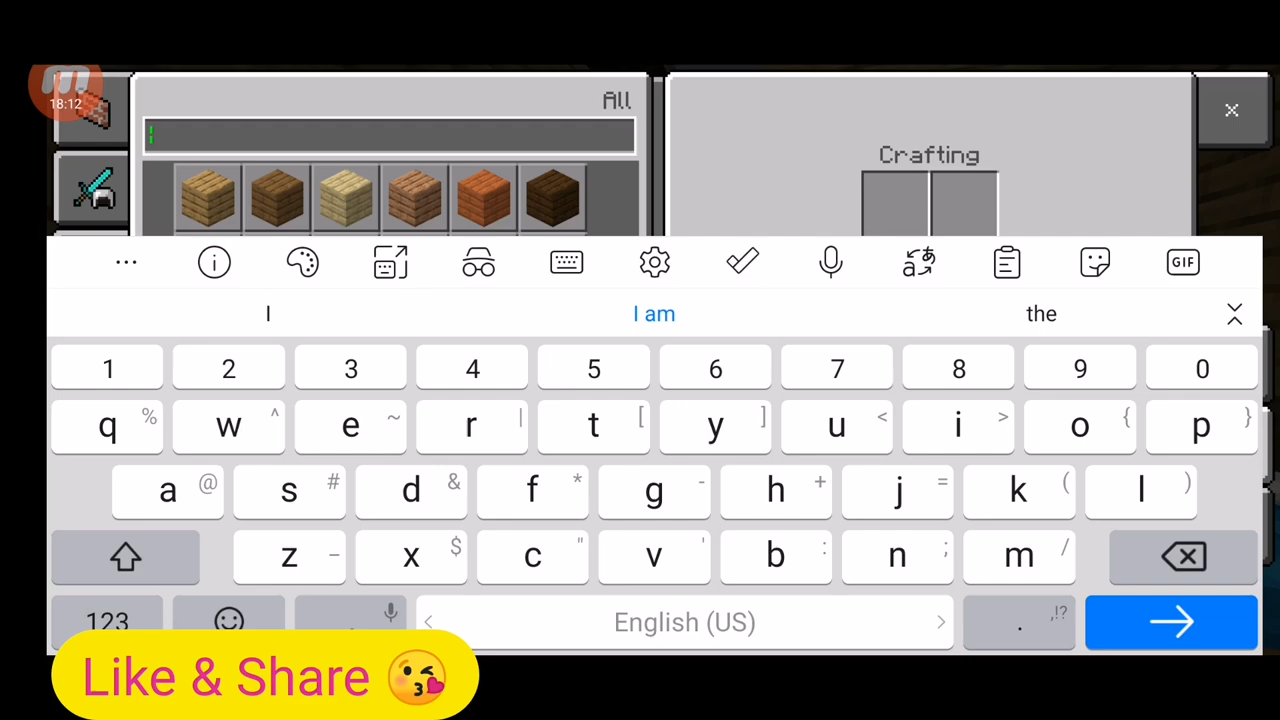 18:12
All
Crafting
GIF
I I am the
1 2 3 4 5 6 7 8 9 0
q % w ^ e ~ r | t [ y ] u < i > o { p }
a @ s # d & f * g - h + j = k ( l )
z _ x $ c " v ' b : n ; m /
123 , < English (US) > . ,!?
Like & Share 😘